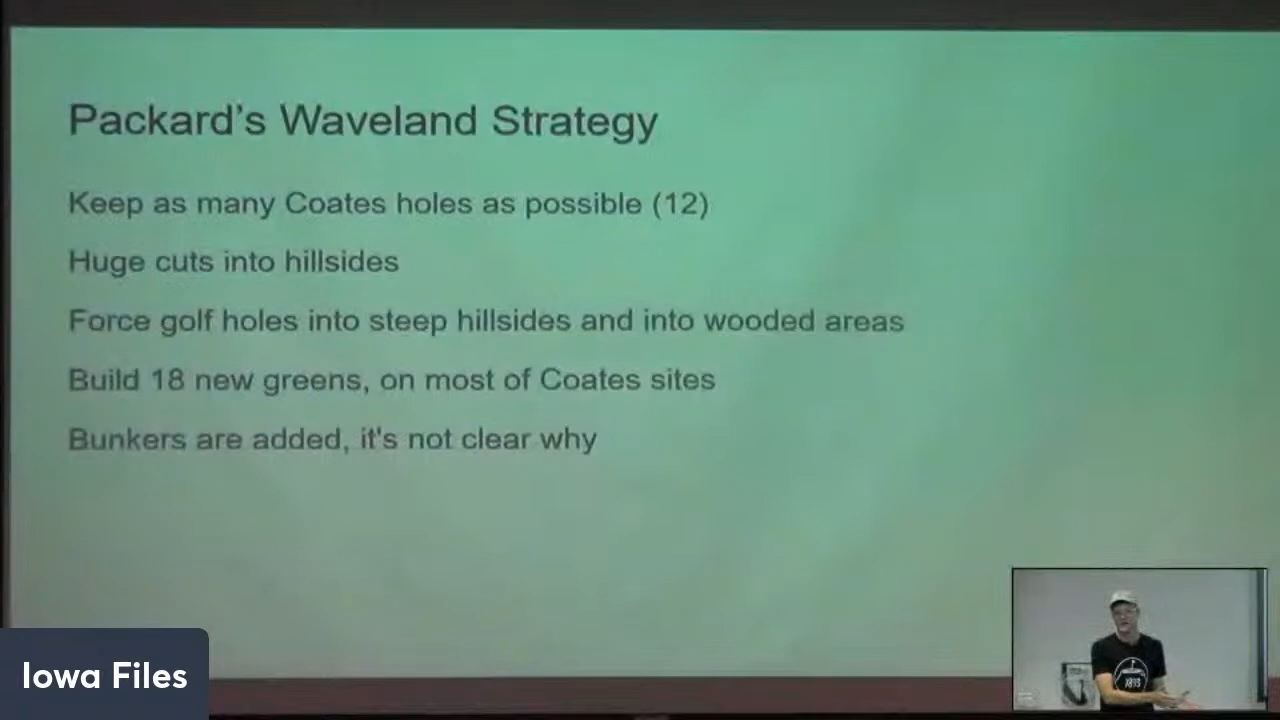 Packard's Waveland Strategy
Keep as many Coates holes as possible (12)
Huge cuts into hillsides
Force golf holes into steep hillsides and into wooded areas
Build 18 new greens, on most of Coates sites
Bunkers are added, it's not clear why
Iowa Files